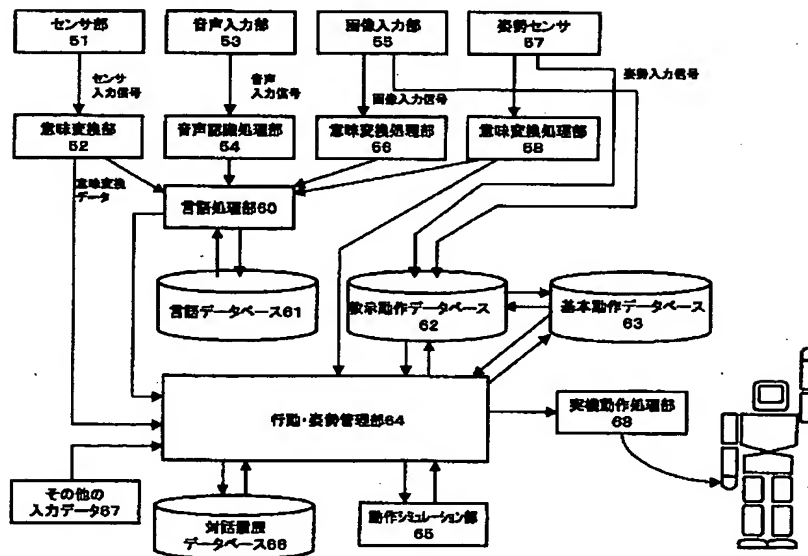 センサ部
51
音声入力部
53
画像入力部
55
姿勢センサ
57
センサ
入力信号
音声
入力信号
画像入力信号
姿勢入力信号
意味変換部
52
音声認識処理部
54
意味変換処理部
56
意味変換処理部
58
意味変換
データ
言語処理部60
言語データベース61
教示動作データベース
62
基本動作データベース
63
行動・姿勢管理部64
実機動作処理部
68
その他の
入力データ67
対話履歴
データベース66
動作シミュレーション部
65